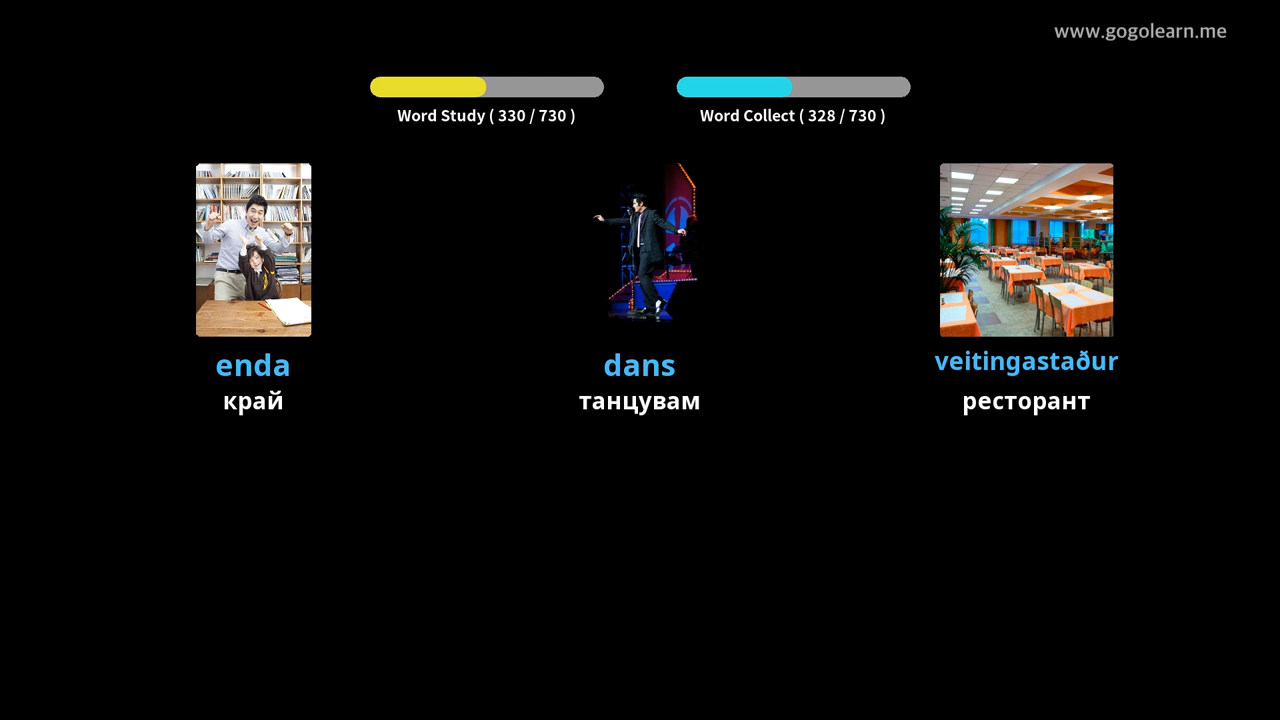 www.gogolearn.me
Word Study ( 330 / 730 )
Word Collect ( 328 / 730 )
enda
край
dans
танцувам
veitingastaður
ресторант